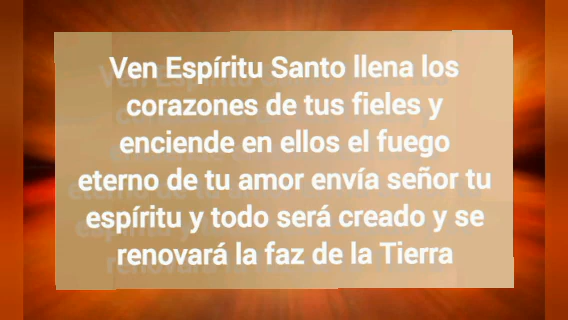 Ven Espíritu Santo llena los
corazones de tus fieles y
enciende en ellos el fuego
eterno de tu amor envía señor tu
espíritu y todo será creado y se
renovará la faz de la Tierra